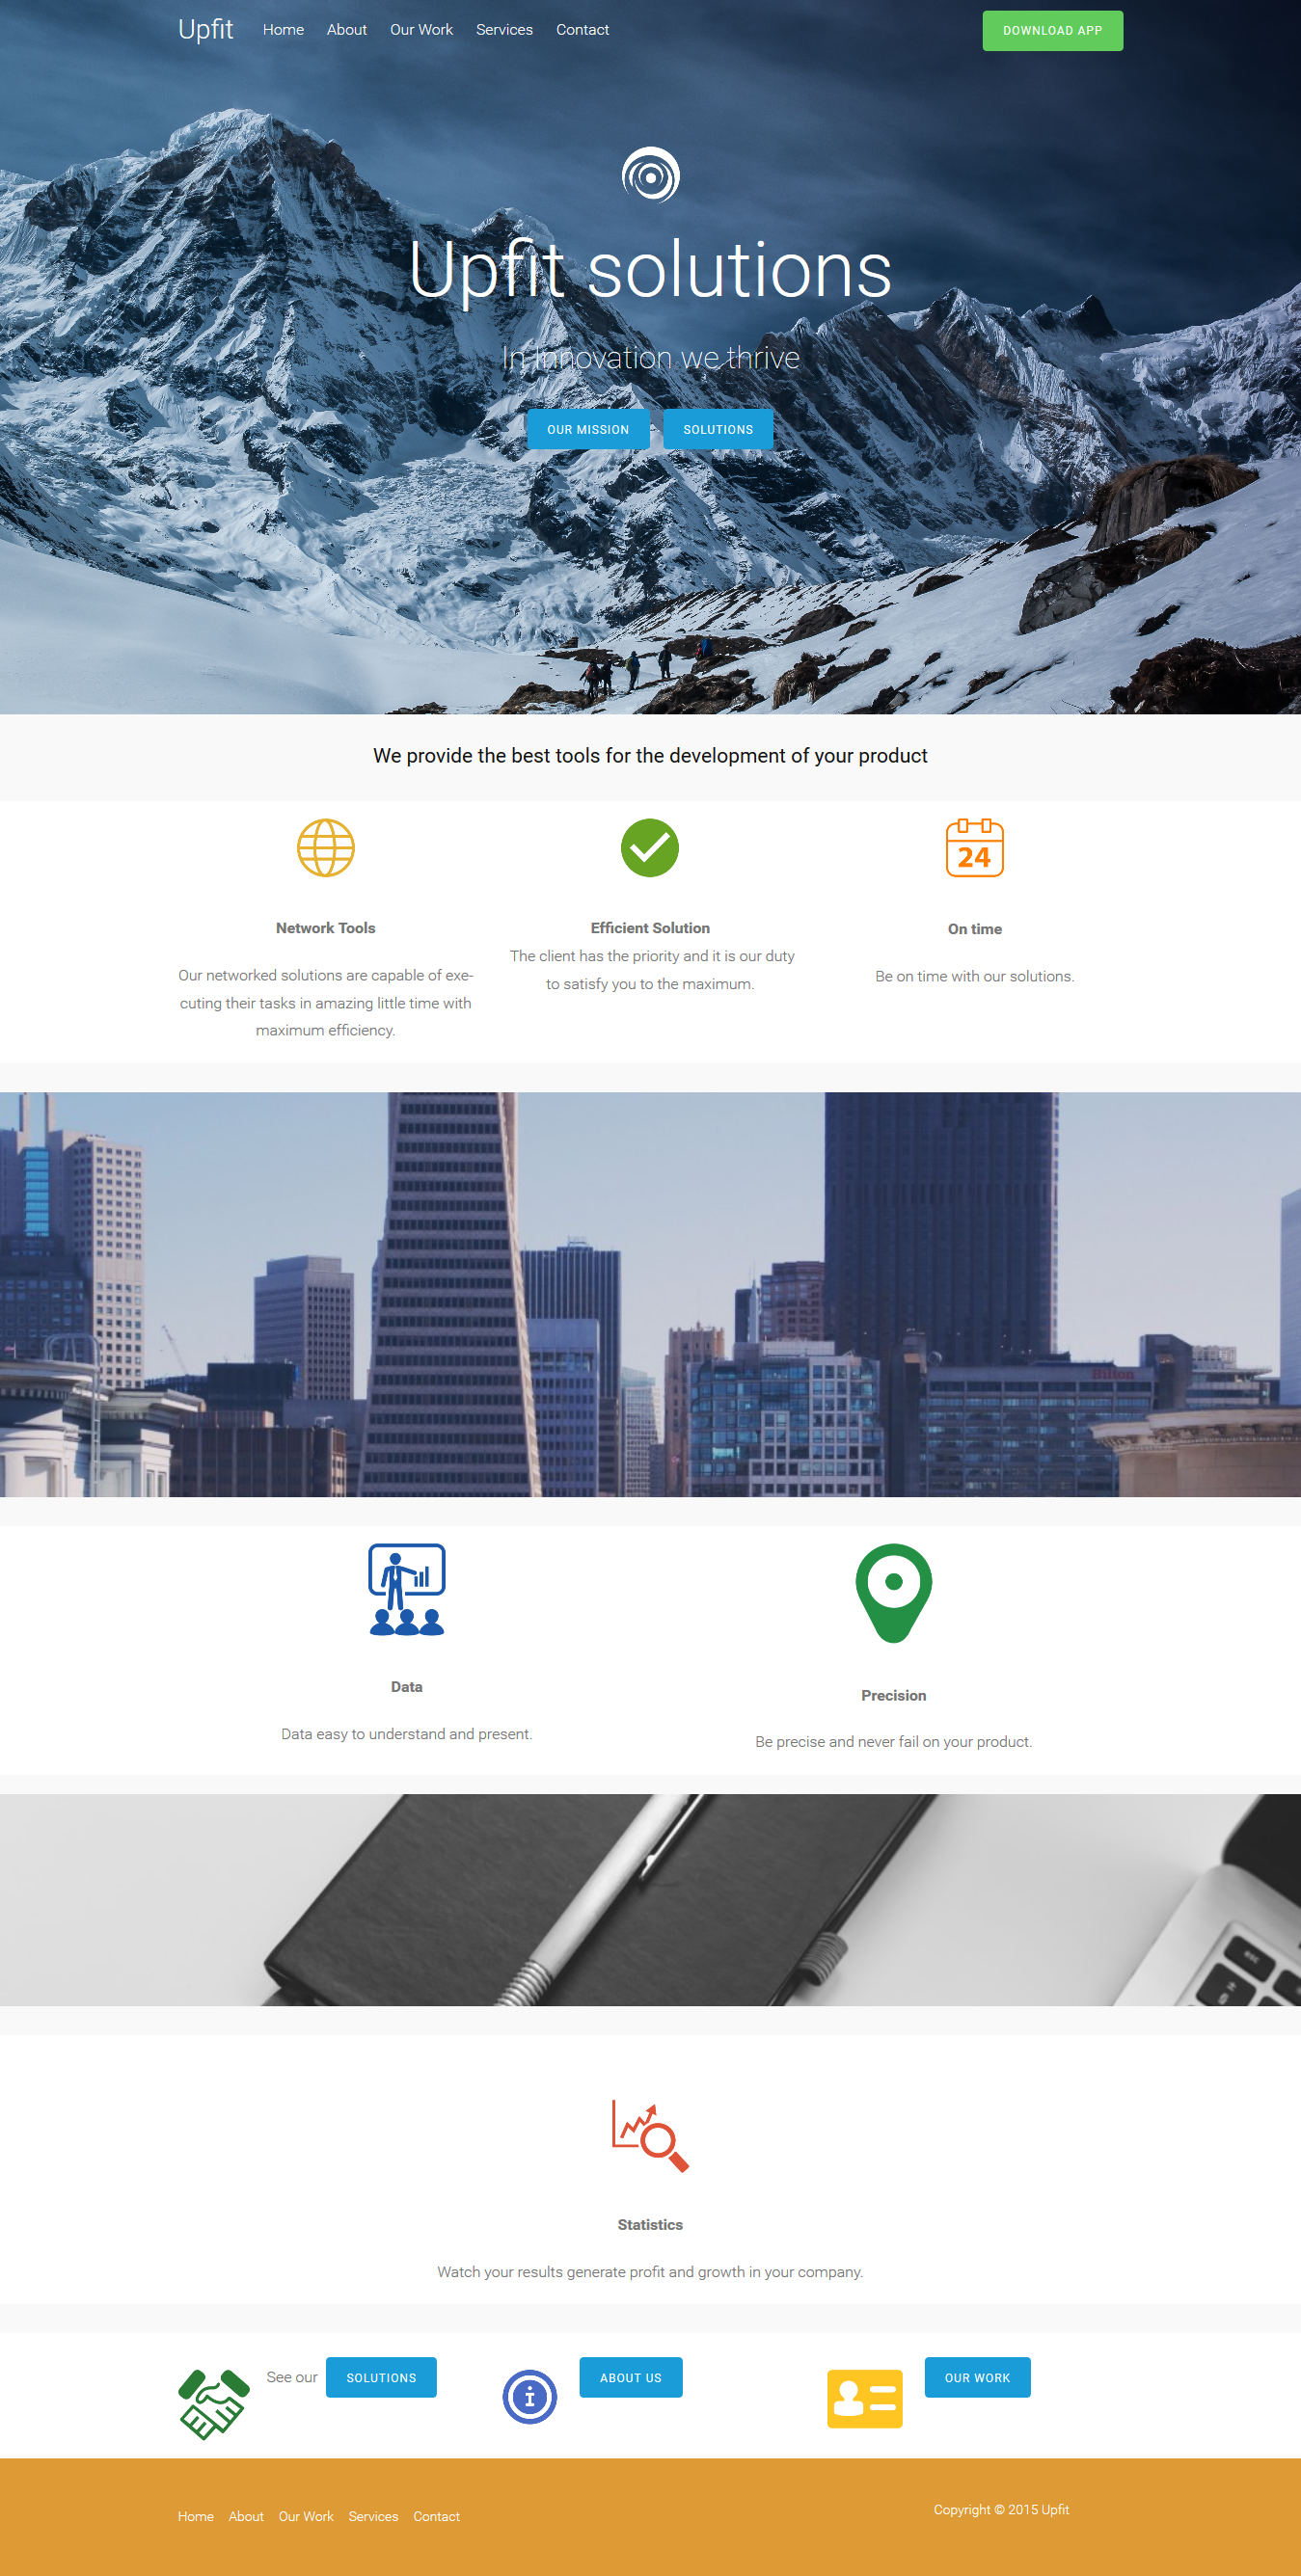 Upfit
Home
About
Our Work
Services
Contact
DOWNLOAD APP
Upfit solutions
In Innovation we thrive
OUR MISSION
SOLUTIONS
We provide the best tools for the development of your product
24
Network Tools
Our networked solutions are capable of exe-
cuting their tasks in amazing little time with
maximum efficiency.
Efficient Solution
The client has the priority and it is our duty
to satisfy you to the maximum.
On time
Be on time with our solutions.
Hilton
Data
Data easy to understand and present.
Precision
Be precise and never fail on your product.
esc
Statistics
Watch your results generate profit and growth in your company.
See our
SOLUTIONS
ABOUT US
OUR WORK
Home
About
Our Work
Services
Contact
Copyright © 2015 Upfit